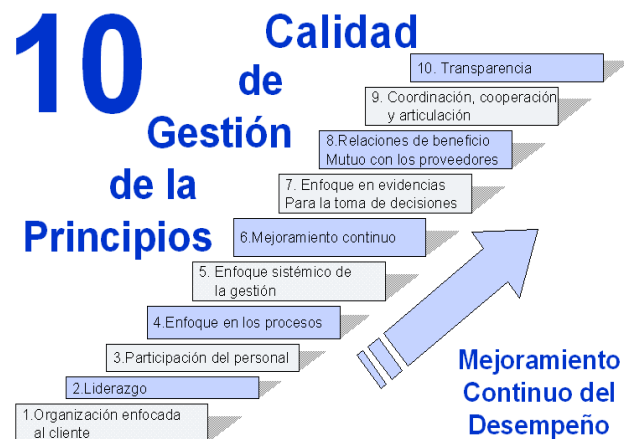 10
Calidad
de
Gestión
de la
Principios
10. Transparencia
9. Coordinación, cooperación
y articulación
8.Relaciones de beneficio
Mutuo con los proveedores
7. Enfoque en evidencias
Para la toma de decisiones
6.Mejoramiento continuo
5. Enfoque sistémico de
la gestión
4.Enfoque en los procesos
3.Participación del personal
2.Liderazgo
1.Organización enfocada
al cliente
Mejoramiento
Continuo del
Desempeño